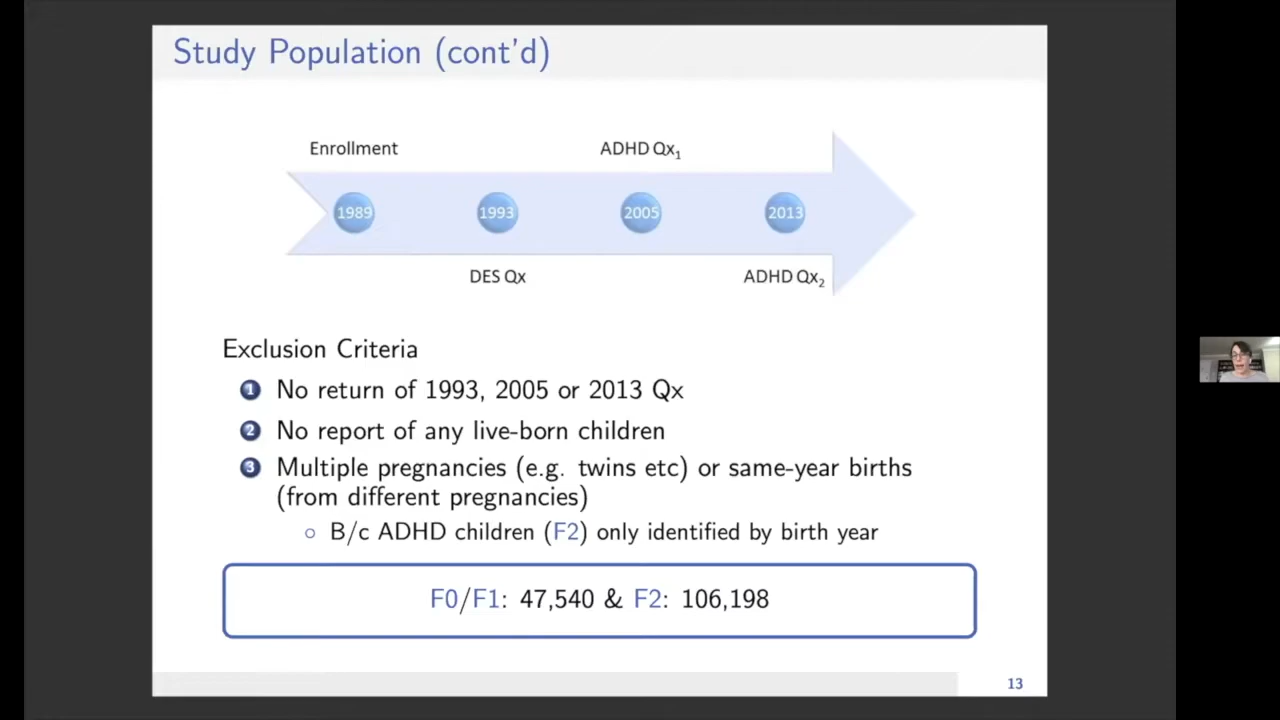 Study Population (cont'd)
Enrollment
ADHD Qx₁
1989
1993
2005
2013
DES Qx
ADHD Qx₂
Exclusion Criteria
1 No return of 1993, 2005 or 2013 Qx
2 No report of any live-born children
3 Multiple pregnancies (e.g. twins etc) or same-year births
(from different pregnancies)
B/c ADHD children (F2) only identified by birth year
F0/F1: 47,540 & F2: 106,198
13